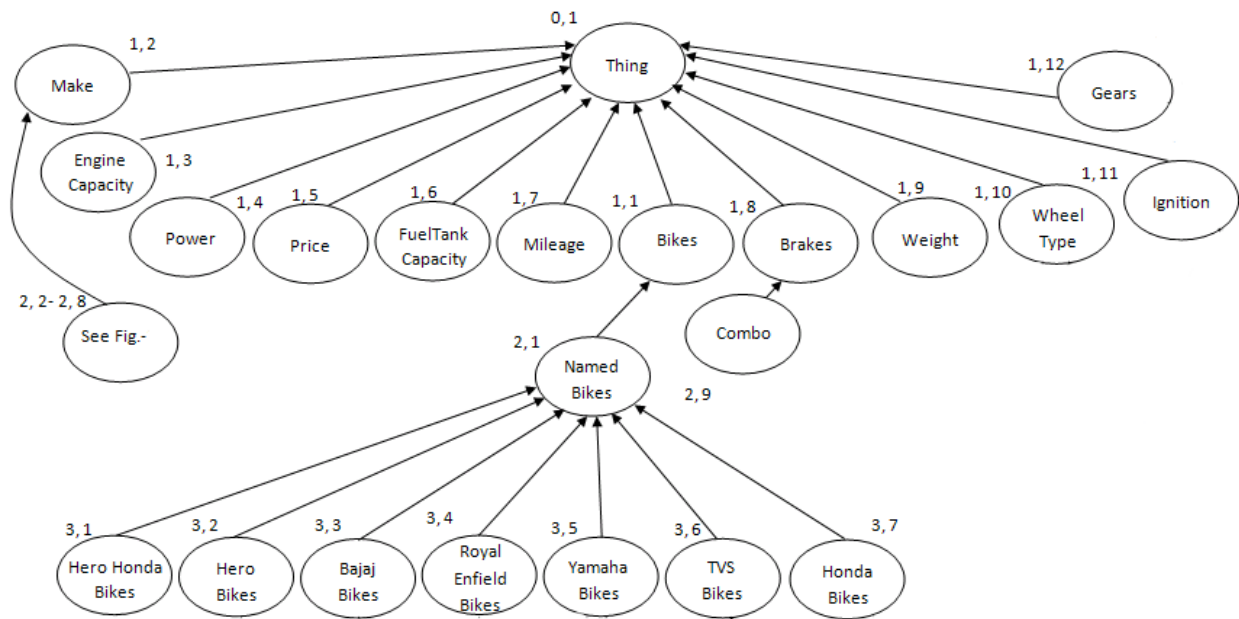 0, 1
1, 2
Make
Thing
1, 12
Gears
Engine
Capacity
1, 3
1, 4
Power
1, 5
Price
1, 6
FuelTank
Capacity
1, 7
Mileage
1, 1
Bikes
1, 8
Brakes
1, 9
Weight
1, 10
Wheel
Type
1, 11
Ignition
2, 2- 2, 8
See Fig.-
Combo
2, 1
Named
Bikes
2, 9
3, 1
Hero Honda
Bikes
3, 2
Hero
Bikes
3, 3
Bajaj
Bikes
3, 4
Royal
Enfield
Bikes
3, 5
Yamaha
Bikes
3, 6
TVS
Bikes
3, 7
Honda
Bikes